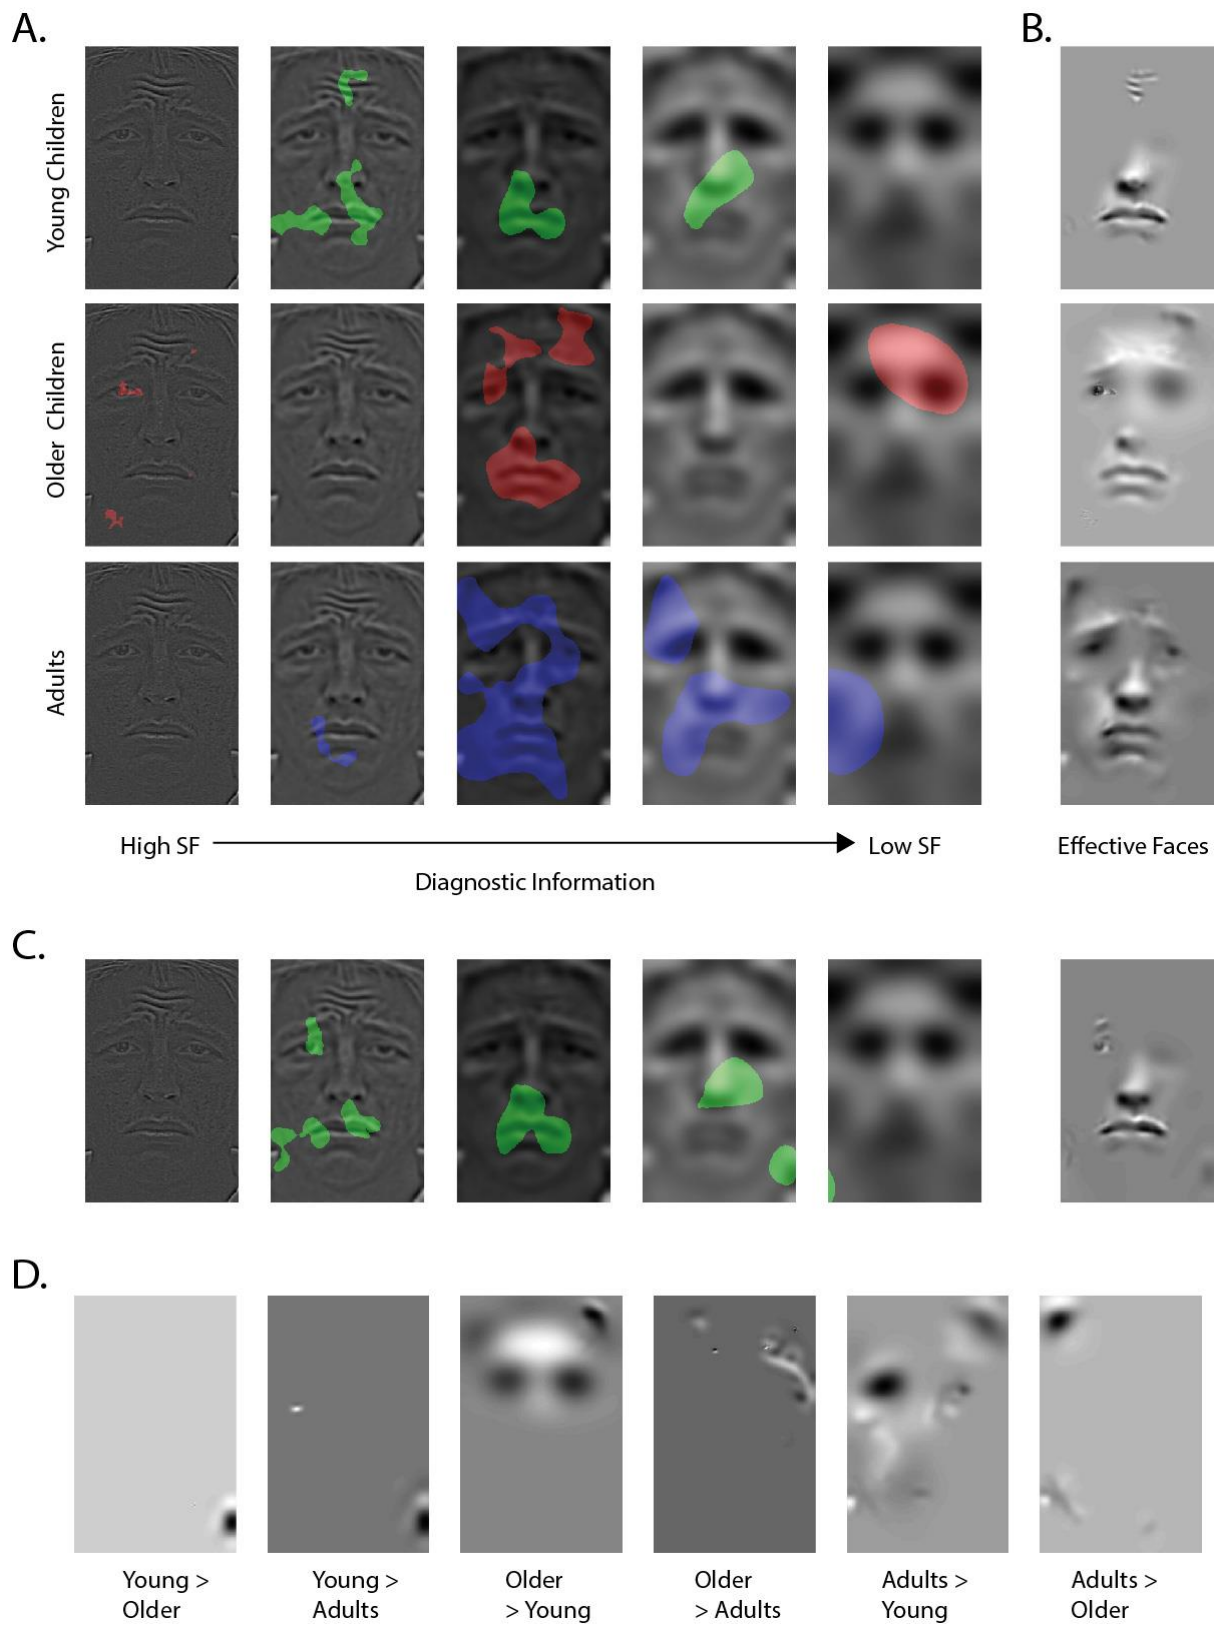 A.
B.
Young Children
Older Children
Adults
High SF
Low SF
Effective Faces
Diagnostic Information
C.
D.
Young >
Older
Young >
Adults
Older
> Young
Older
> Adults
Adults >
Young
Adults >
Older